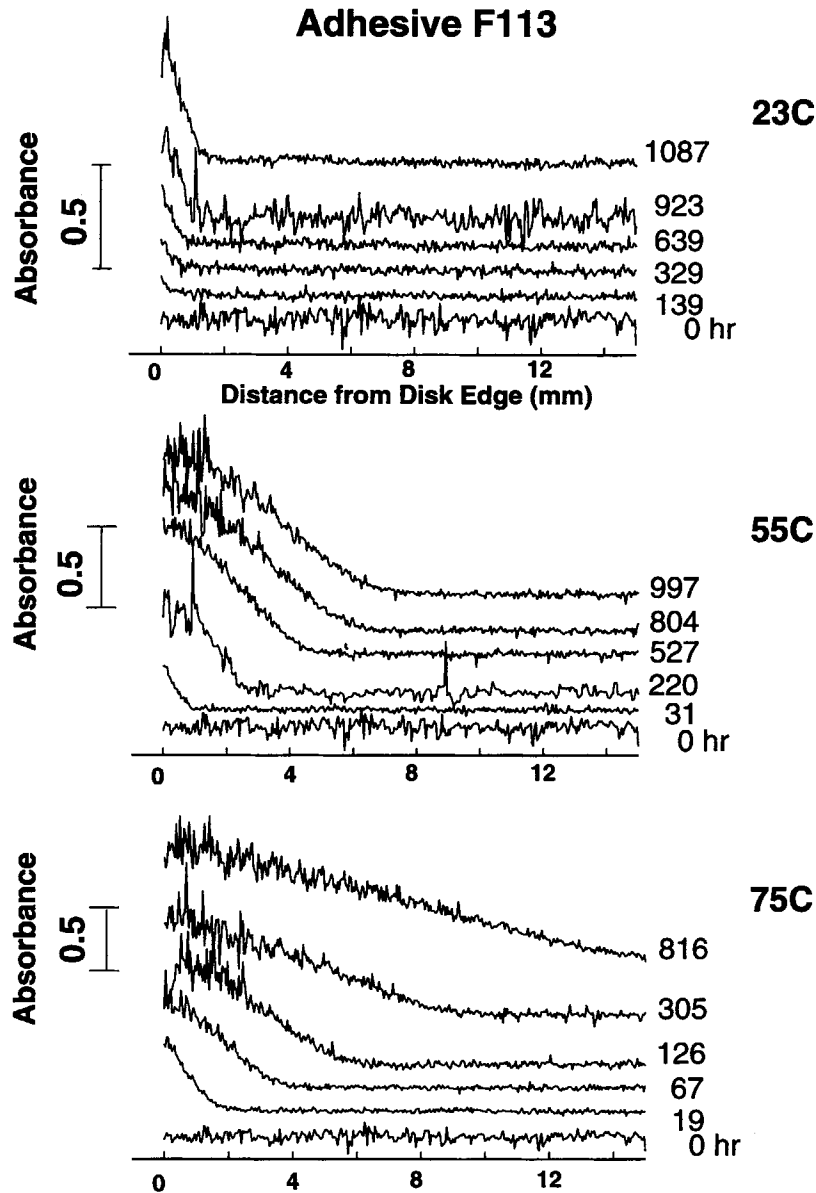 Adhesive F113
23C
Absorbance
0.5
1087
923
639
329
139
0 hr
0 4 8 12
Distance from Disk Edge (mm)
55C
Absorbance
0.5
997
804
527
220
31
0 hr
0 4 8 12
75C
Absorbance
0.5
816
305
126
67
19
0 hr
0 4 8 12